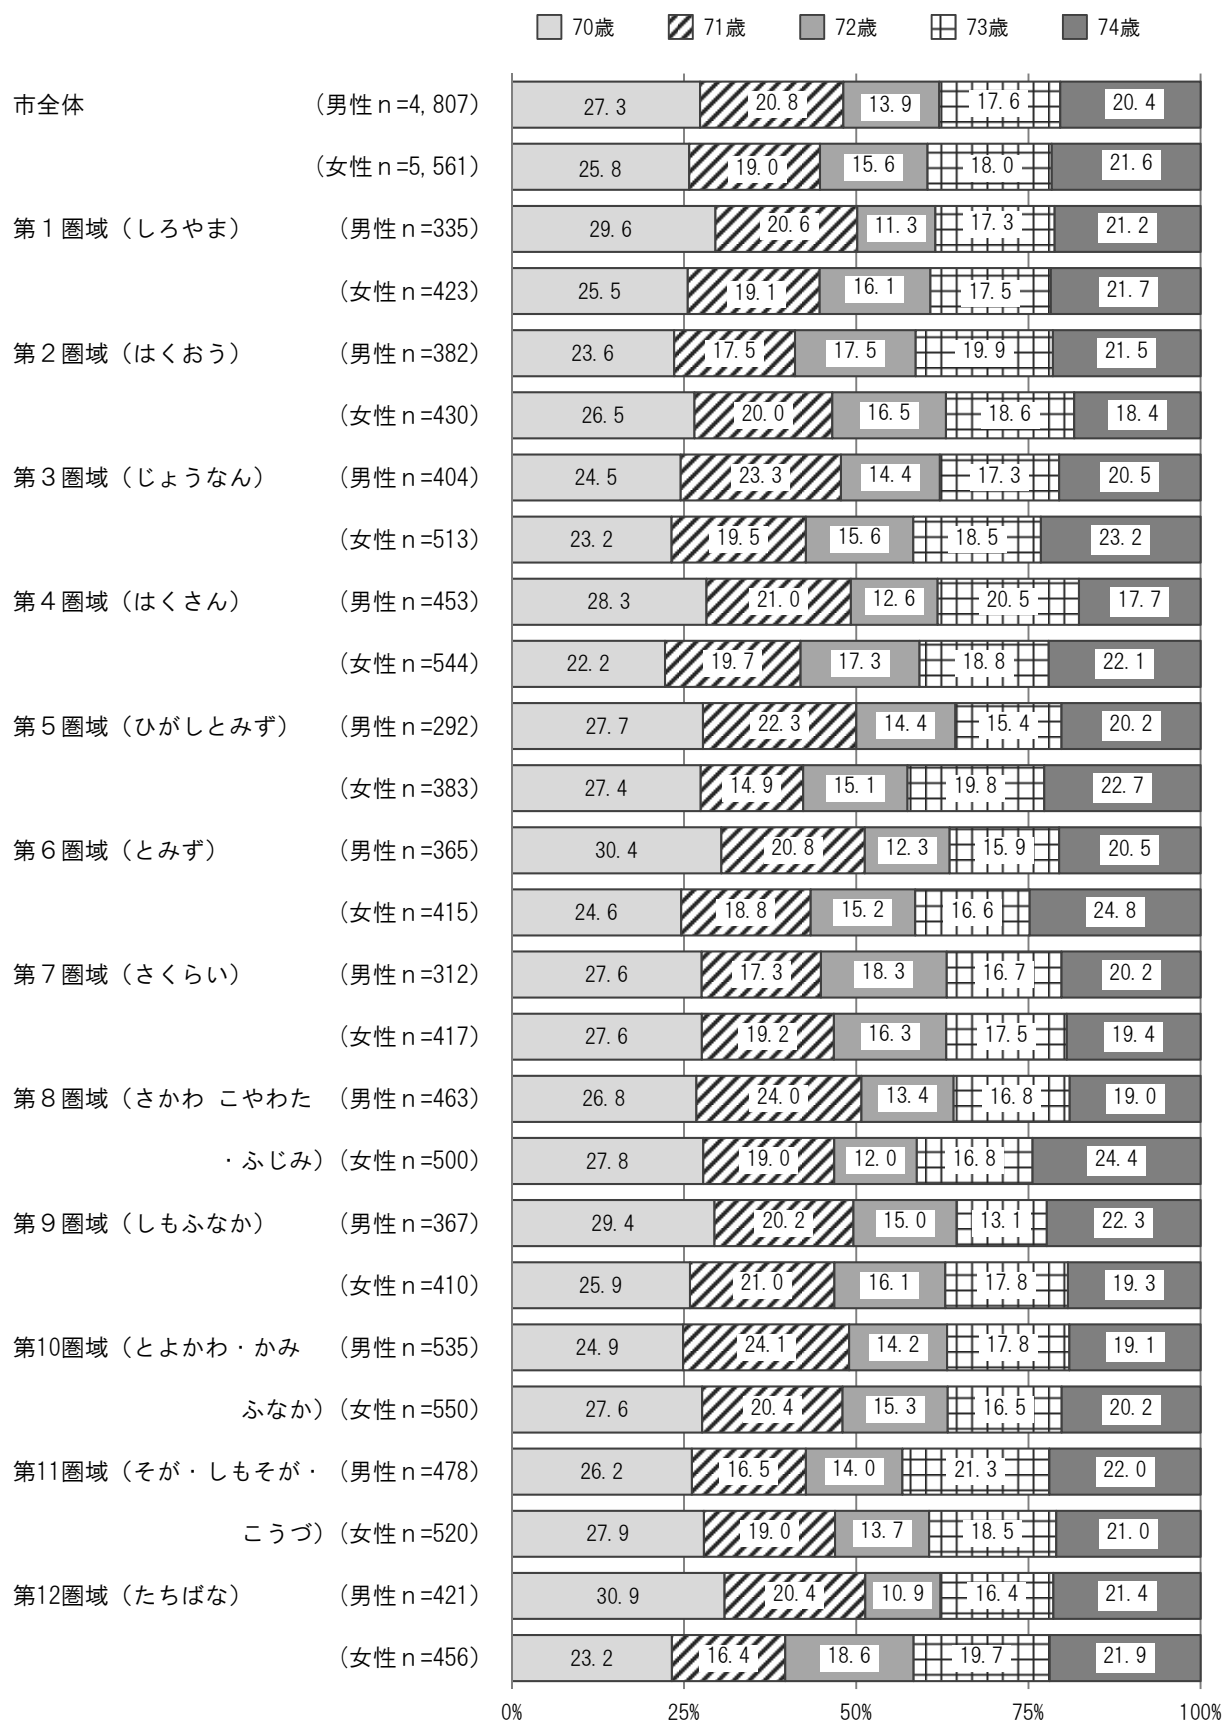 70歳 71歳 72歳 73歳 74歳
市全体 （男性ｎ=4,807） 27.3 20.8 13.9 17.6 20.4
（女性ｎ=5,561） 25.8 19.0 15.6 18.0 21.6
第１圏域（しろやま） （男性ｎ=335） 29.6 20.6 11.3 17.3 21.2
（女性ｎ=423） 25.5 19.1 16.1 17.5 21.7
第２圏域（はくおう） （男性ｎ=382） 23.6 17.5 17.5 19.9 21.5
（女性ｎ=430） 26.5 20.0 16.5 18.6 18.4
第３圏域（じょうなん） （男性ｎ=404） 24.5 23.3 14.4 17.3 20.5
（女性ｎ=513） 23.2 19.5 15.6 18.5 23.2
第４圏域（はくさん） （男性ｎ=453） 28.3 21.0 12.6 20.5 17.7
（女性ｎ=544） 22.2 19.7 17.3 18.8 22.1
第５圏域（ひがしとみず） （男性ｎ=292） 27.7 22.3 14.4 15.4 20.2
（女性ｎ=383） 27.4 14.9 15.1 19.8 22.7
第６圏域（とみず） （男性ｎ=365） 30.4 20.8 12.3 15.9 20.5
（女性ｎ=415） 24.6 18.8 15.2 16.6 24.8
第７圏域（さくらい） （男性ｎ=312） 27.6 17.3 18.3 16.7 20.2
（女性ｎ=417） 27.6 19.2 16.3 17.5 19.4
第８圏域（さかわ こやわた （男性ｎ=463） 26.8 24.0 13.4 16.8 19.0
・ふじみ）（女性ｎ=500） 27.8 19.0 12.0 16.8 24.4
第９圏域（しもふなか） （男性ｎ=367） 29.4 20.2 15.0 13.1 22.3
（女性ｎ=410） 25.9 21.0 16.1 17.8 19.3
第10圏域（とよかわ・かみ （男性ｎ=535） 24.9 24.1 14.2 17.8 19.1
ふなか）（女性ｎ=550） 27.6 20.4 15.3 16.5 20.2
第11圏域（そが・しもそが・ （男性ｎ=478） 26.2 16.5 14.0 21.3 22.0
こうづ）（女性ｎ=520） 27.9 19.0 13.7 18.5 21.0
第12圏域（たちばな） （男性ｎ=421） 30.9 20.4 10.9 16.4 21.4
（女性ｎ=456） 23.2 16.4 18.6 19.7 21.9
0% 25% 50% 75% 100%